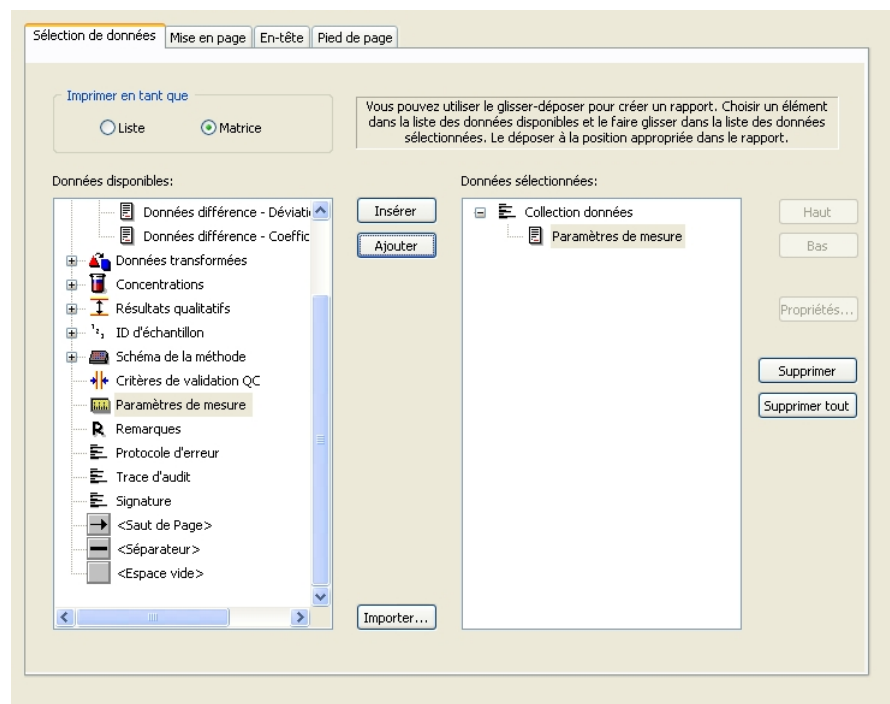 Sélection de données
Mise en page
En-tête
Pied de page
Imprimer en tant que
Liste
Matrice
Vous pouvez utiliser le glisser-déposer pour créer un rapport. Choisir un élément
dans la liste des données disponibles et le faire glisser dans la liste des données
sélectionnées. Le déposer à la position appropriée dans le rapport.
Données disponibles:
Données différence - Déviati
Données différence - Coeffic
Données transformées
Concentrations
Résultats qualitatifs
ID d'échantillon
Schéma de la méthode
Critères de validation QC
Paramètres de mesure
Remarques
Protocole d'erreur
Trace d'audit
Signature
<Saut de Page>
<Séparateur>
<Espace vide>
Insérer
Ajouter
Importer...
Données sélectionnées:
Collection données
Paramètres de mesure
Haut
Bas
Propriétés...
Supprimer
Supprimer tout